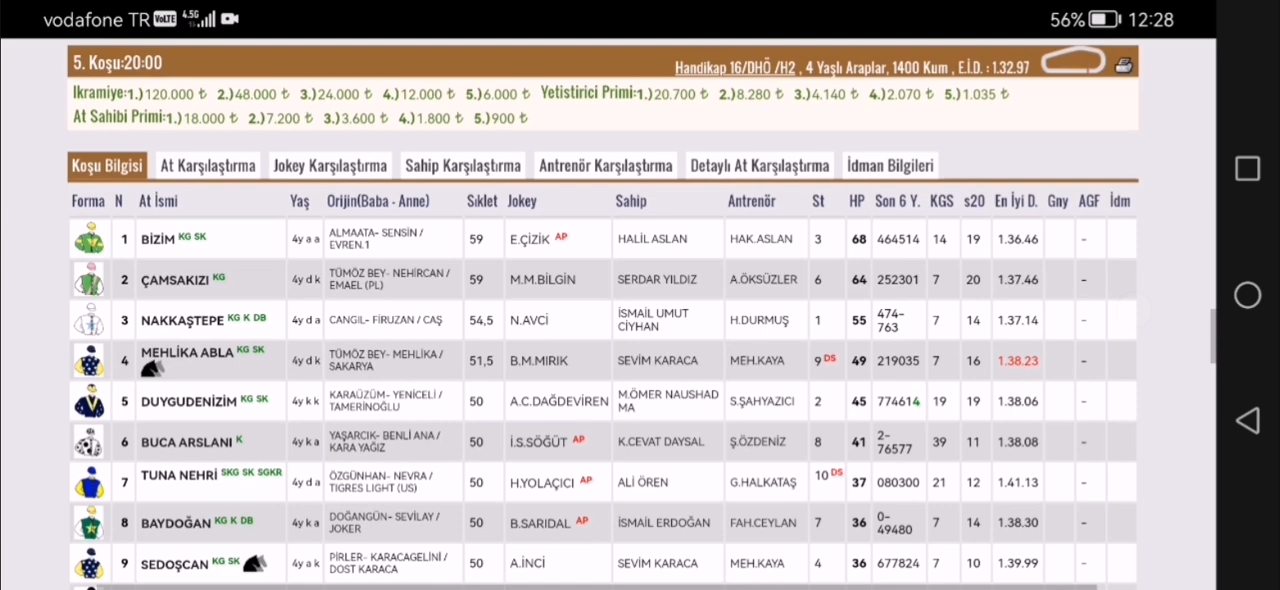 vodafone TR VoLTE 4.5G 56% 12:28
5. Koşu:20:00
Handikap 16/DHÖ /H2 , 4 Yaşlı Araplar, 1400 Kum , E.İ.D. : 1.32.97
İkramiye:1.) 120.000 ₺ 2.) 48.000 ₺ 3.) 24.000 ₺ 4.) 12.000 ₺ 5.) 6.000 ₺ Yetistirici Primi:1.) 20.700 ₺ 2.) 8.280 ₺ 3.) 4.140 ₺ 4.) 2.070 ₺ 5.) 1.035 ₺
At Sahibi Primi:1.) 18.000 ₺ 2.) 7.200 ₺ 3.) 3.600 ₺ 4.) 1.800 ₺ 5.) 900 ₺
Koşu Bilgisi At Karşılaştırma Jokey Karşılaştırma Sahip Karşılaştırma Antrenör Karşılaştırma Detaylı At Karşılaştırma İdman Bilgileri
Forma N At İsmi Yaş Orijin(Baba - Anne) Sıklet Jokey Sahip Antrenör St HP Son 6 Y. KGS s20 En İyi D. Gny AGF İdm
1 BİZİM KG SK 4y a a ALMAATA- SENSİN / EVREN.1 59 E.ÇİZİK AP HALİL ASLAN HAK.ASLAN 3 68 464514 14 19 1.36.46 -
2 ÇAMSAKIZI KG 4y d k TÜMÖZ BEY- NEHİRCAN / EMAEL (PL) 59 M.M.BİLGİN SERDAR YILDIZ A.ÖKSÜZLER 6 64 252301 7 20 1.37.46 -
3 NAKKAŞTEPE KG K DB 4y d a CANGIL- FİRUZAN / CAŞ 54,5 N.AVCİ İSMAİL UMUT CİYHAN H.DURMUŞ 1 55 474-763 7 14 1.37.14 -
4 MEHLİKA ABLA KG SK 4y d k TÜMÖZ BEY- MEHLİKA / SAKARYA 51,5 B.M.MIRIK SEVİM KARACA MEH.KAYA 9 DS 49 219035 7 16 1.38.23 -
5 DUYGUDENİZİM KG SK 4y k k KARAÜZÜM- YENİCELİ / TAMERİNOĞLU 50 A.C.DAĞDEVİREN M.ÖMER NAUSHAD MA S.ŞAHYAZICI 2 45 774614 19 19 1.38.06 -
6 BUCA ARSLANI K 4y k a YAŞARCIK- BENLİ ANA / KARA YAĞIZ 50 İ.S.SÖĞÜT AP K.CEVAT DAYSAL Ş.ÖZDENİZ 8 41 2-76577 39 11 1.38.08 -
7 TUNA NEHRİ SKG SK SGKR 4y d a ÖZGÜNHAN- NEVRA / TIGRES LIGHT (US) 50 H.YOLAÇICI AP ALİ ÖREN G.HALKATAŞ 10 DS 37 080300 21 12 1.41.13 -
8 BAYDOĞAN KG K DB 4y k a DOĞANGÜN- SEVİLAY / JOKER 50 B.SARIDAL AP İSMAİL ERDOĞAN FAH.CEYLAN 7 36 0-49480 7 14 1.38.30 -
9 SEDOŞCAN KG SK 4y a k PİRLER- KARACAGELİNİ / DOST KARACA 50 A.İNCİ SEVİM KARACA MEH.KAYA 4 36 677824 7 10 1.39.99 -